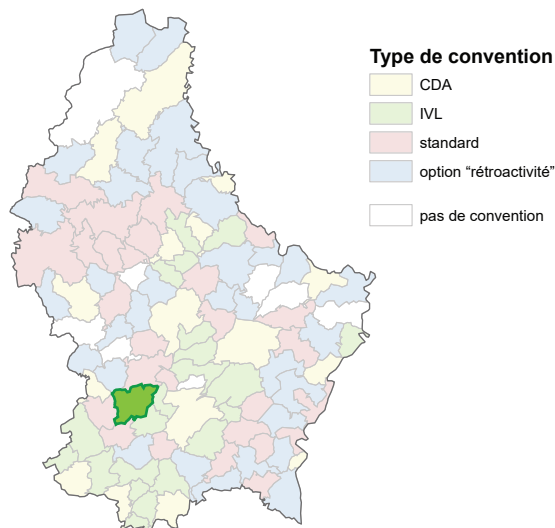 Type de convention
CDA
IVL
standard
option “rétroactivité”
pas de convention